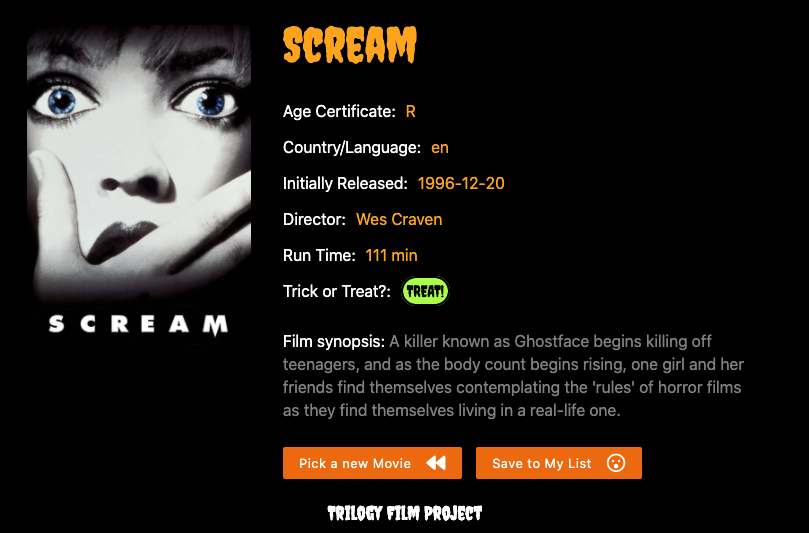 SCREAM
Age Certificate: R
Country/Language: en
Initially Released: 1996-12-20
Director: Wes Craven
Run Time: 111 min
Trick or Treat?: TREAT!
SCREAM
Film synopsis: A killer known as Ghostface begins killing off
teenagers, and as the body count begins rising, one girl and her
friends find themselves contemplating the 'rules' of horror films
as they find themselves living in a real-life one.
Pick a new Movie
Save to My List
TRILOGY FILM PROJECT